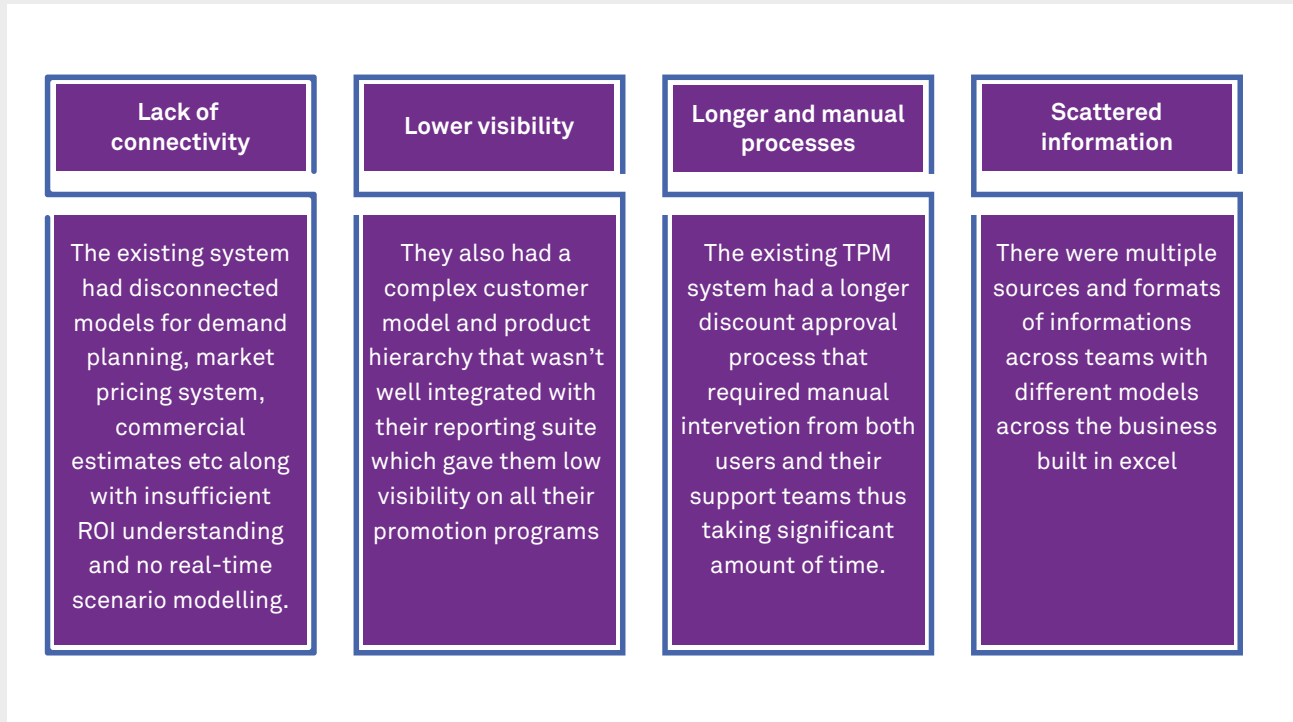 Lack of
connectivity
The existing system
had disconnected
models for demand
planning, market
pricing system,
commercial
estimates etc along
with insufficient
ROI understanding
and no real-time
scenario modelling.
Lower visibility
They also had a
complex customer
model and product
hierarchy that wasn't
well integrated with
their reporting suite
which gave them low
visibility on all their
promotion programs
Longer and manual
processes
The existing TPM
system had a longer
discount approval
process that
required manual
intervetion from both
users and their
support teams thus
taking significant
amount of time.
Scattered
information
There were multiple
sources and formats
of informations
across teams with
different models
across the business
built in excel